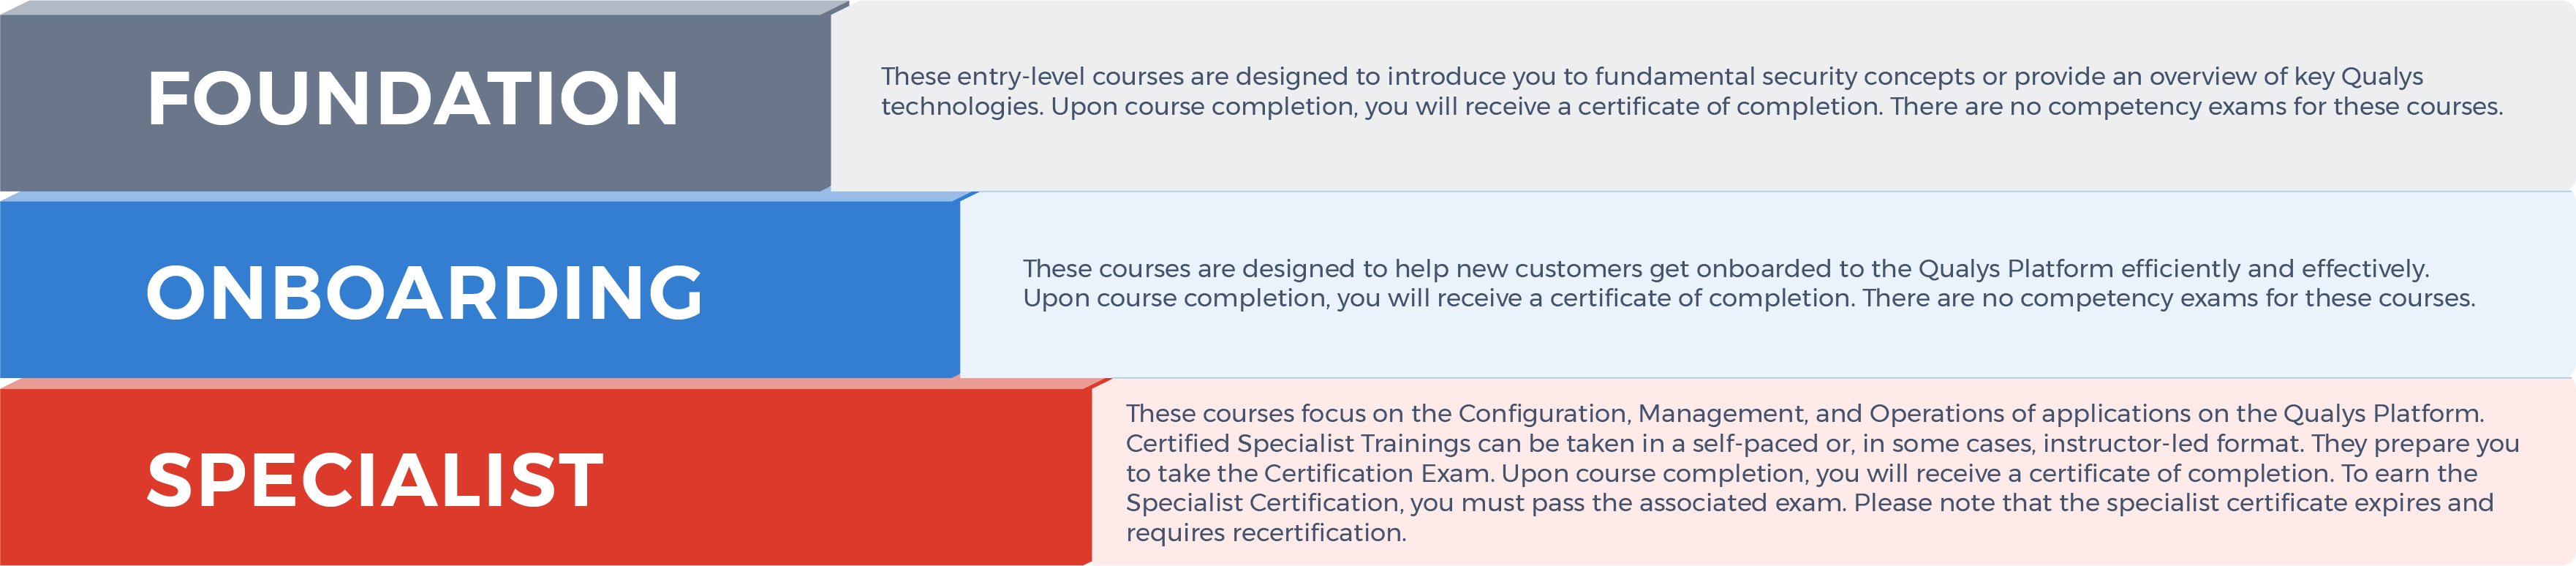 FOUNDATION
These entry-level courses are designed to introduce you to fundamental security concepts or provide an overview of key Qualys
technologies. Upon course completion, you will receive a certificate of completion. There are no competency exams for these courses.
ONBOARDING
These courses are designed to help new customers get onboarded to the Qualys Platform efficiently and effectively.
Upon course completion, you will receive a certificate of completion. There are no competency exams for these courses.
SPECIALIST
These courses focus on the Configuration, Management, and Operations of applications on the Qualys Platform.
Certified Specialist Trainings can be taken in a self-paced or, in some cases, instructor-led format. They prepare you
to take the Certification Exam. Upon course completion, you will receive a certificate of completion. To earn the
Specialist Certification, you must pass the associated exam. Please note that the specialist certificate expires and
requires recertification.